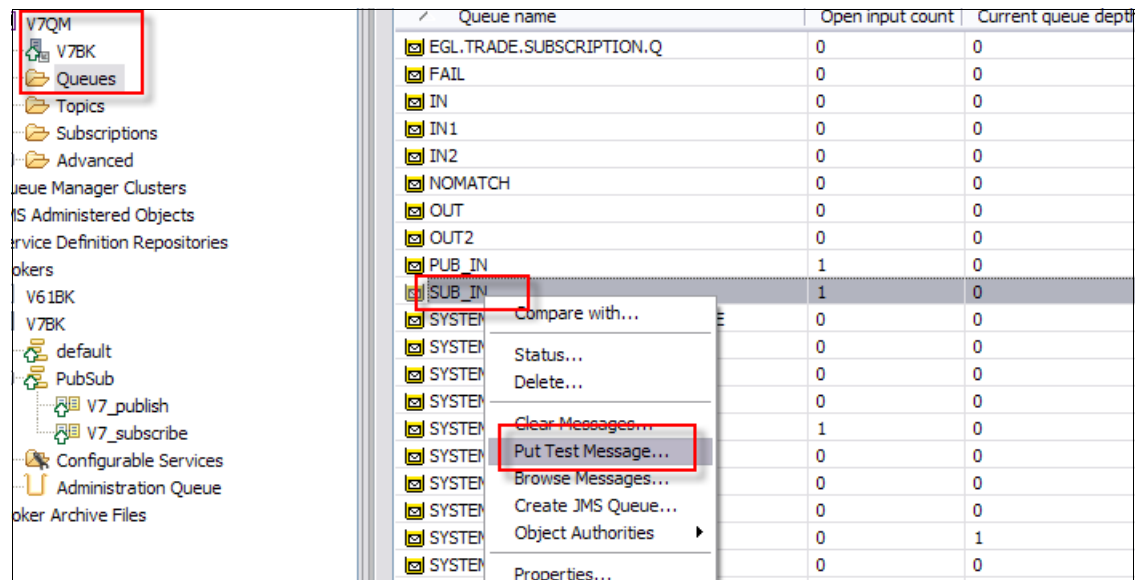 V7QM
V7BK
Queues
Topics
Subscriptions
Advanced
ueue Manager Clusters
MS Administered Objects
ervice Definition Repositories
okers
V61BK
V7BK
default
PubSub
V7_publish
V7_subscribe
Configurable Services
Administration Queue
oker Archive Files
Queue name Open input count Current queue depth
EGL.TRADE.SUBSCRIPTION.Q 0 0
FAIL 0 0
IN 0 0
IN1 0 0
IN2 0 0
NOMATCH 0 0
OUT 0 0
OUT2 0 0
PUB_IN 1 0
SUB_IN 1 0
SYSTEM E 0 0
SYSTEM 0 0
SYSTEM 0 0
SYSTEM 0 0
SYSTEM 1 0
SYSTEM 0 0
SYSTEM 0 0
SYSTEM 0 0
SYSTEM 0 1
SYSTEM 0 0
Compare with...
Status...
Delete...
Clear Messages...
Put Test Message...
Browse Messages...
Create JMS Queue...
Object Authorities
Properties...